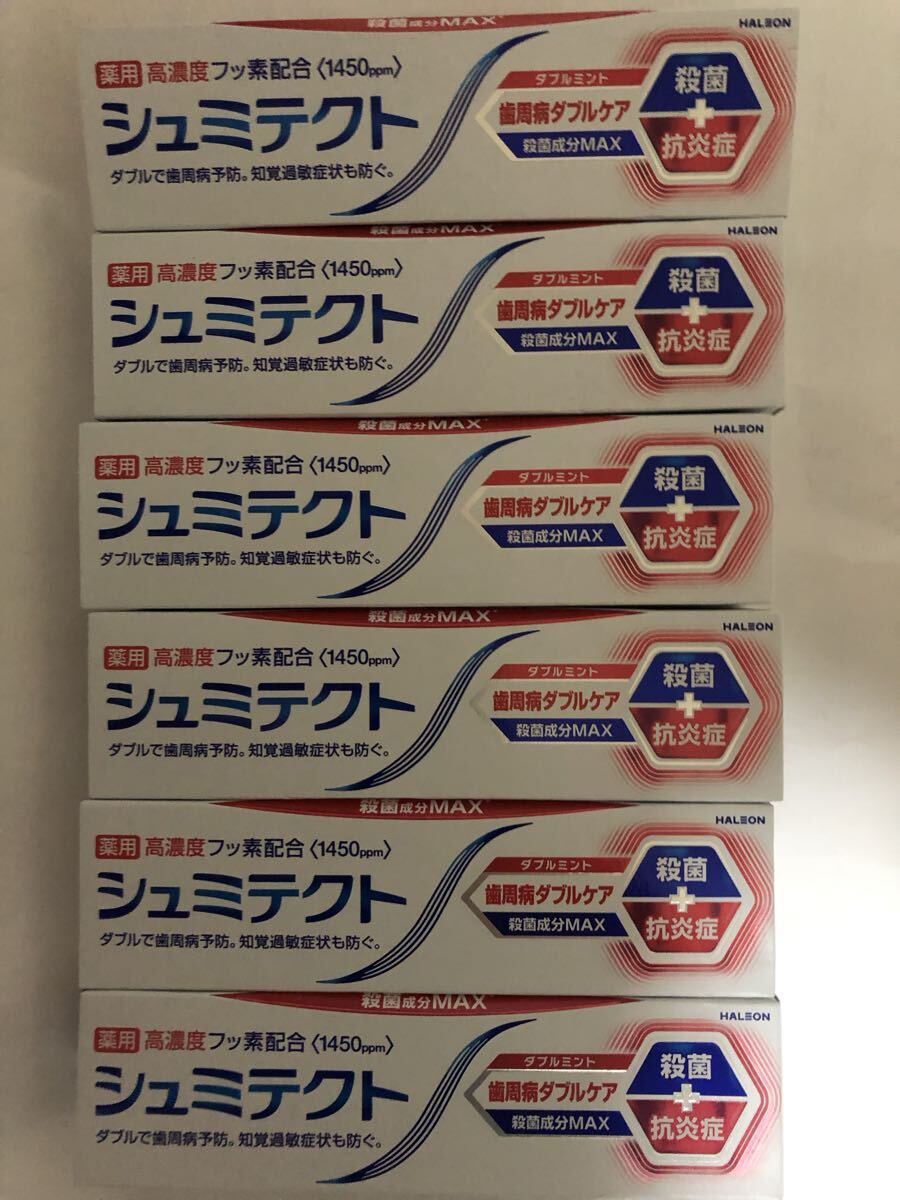 殺菌成分MAX*
HALEON
薬用 高濃度フッ素配合〈1450ppm〉
シュミテクト
ダブルで歯周病予防。知覚過敏症状も防ぐ。
ダブルミント
歯周病ダブルケア
殺菌成分MAX
殺菌
+
抗炎症
殺菌成分MAX
HALEON
薬用 高濃度フッ素配合〈1450ppm〉
シュミテクト
ダブルで歯周病予防。知覚過敏症状も防ぐ。
ダブルミント
歯周病ダブルケア
殺菌成分MAX
殺菌
+
抗炎症
殺菌成分MAX*
HALEON
薬用 高濃度フッ素配合〈1450ppm〉
シュミテクト
ダブルで歯周病予防。知覚過敏症状も防ぐ。
ダブルミント
歯周病ダブルケア
殺菌成分MAX
殺菌
+
抗炎症
殺菌成分MAX*
HALEON
薬用 高濃度フッ素配合〈1450ppm〉
シュミテクト
ダブルで歯周病予防。知覚過敏症状も防ぐ。
ダブルミント
歯周病ダブルケア
殺菌成分MAX
殺菌
+
抗炎症
殺菌成分MAX
HALEON
薬用 高濃度フッ素配合〈1450ppm〉
シュミテクト
ダブルで歯周病予防。知覚過敏症状も防ぐ。
ダブルミント
歯周病ダブルケア
殺菌成分MAX
殺菌
+
抗炎症
殺菌成分MAX
HALEON
薬用 高濃度フッ素配合〈1450ppm〉
シュミテクト
ダブルで歯周病予防。知覚過敏症状も防ぐ。
ダブルミント
歯周病ダブルケア
殺菌成分MAX
殺菌
+
抗炎症